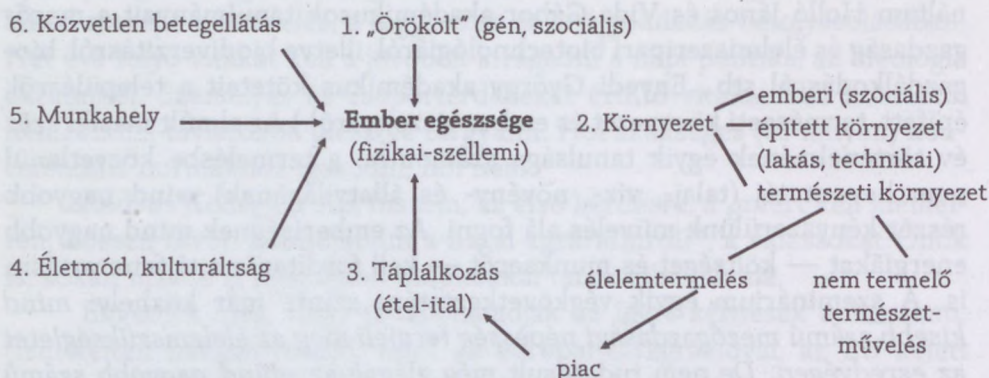 6. Közvetlen betegellátás
1. „Örökölt” (gén, szociális)
5. Munkahely
Ember egészsége
(fizikai-szellemi)
2. Környezet
emberi (szociális)
épített környezet
(lakás, technikai)
természeti környezet
4. Életmód, kulturáltság
3. Táplálkozás
(étel-ital)
élelemtermelés
nem termelő
természet-
művelés
piac